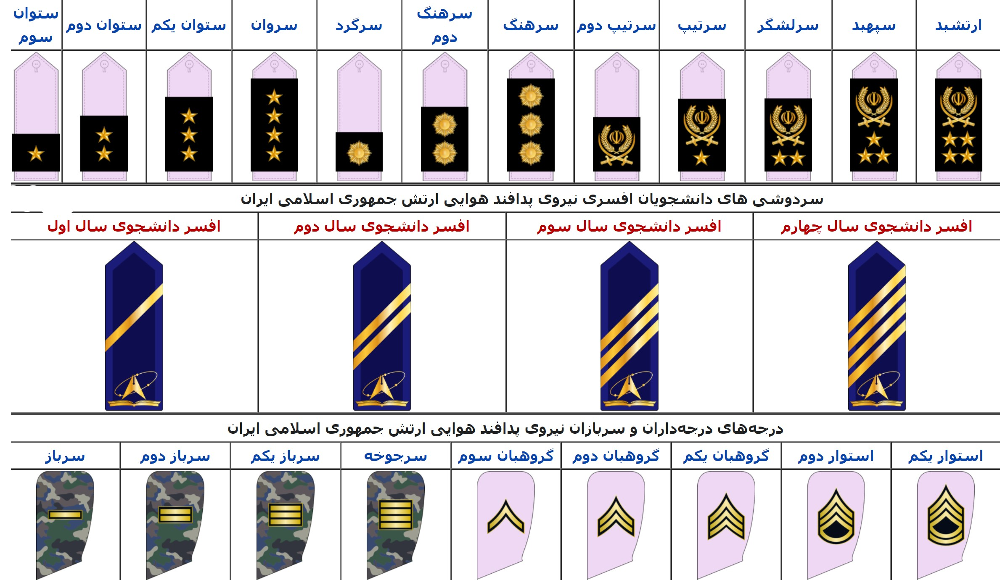 ارتشبد
سپهبد
سرلشگر
سرتیپ
سرتیپ دوم
سرهنگ
سرهنگ
دوم
سرگرد
سروان
ستوان یکم
ستوان دوم
ستوان
سوم
سردوشی های دانشجویان افسری نیروی پدافند هوایی ارتش جمهوری اسلامی ایران
افسر دانشجوی سال چهارم
افسر دانشجوی سال سوم
افسر دانشجوی سال دوم
افسر دانشجوی سال اول
درجه‌های درجه‌داران و سربازان نیروی پدافند هوایی ارتش جمهوری اسلامی ایران
استوار یکم
استوار دوم
گروهبان یکم
گروهبان دوم
گروهبان سوم
سرجوخه
سرباز یکم
سرباز دوم
سرباز